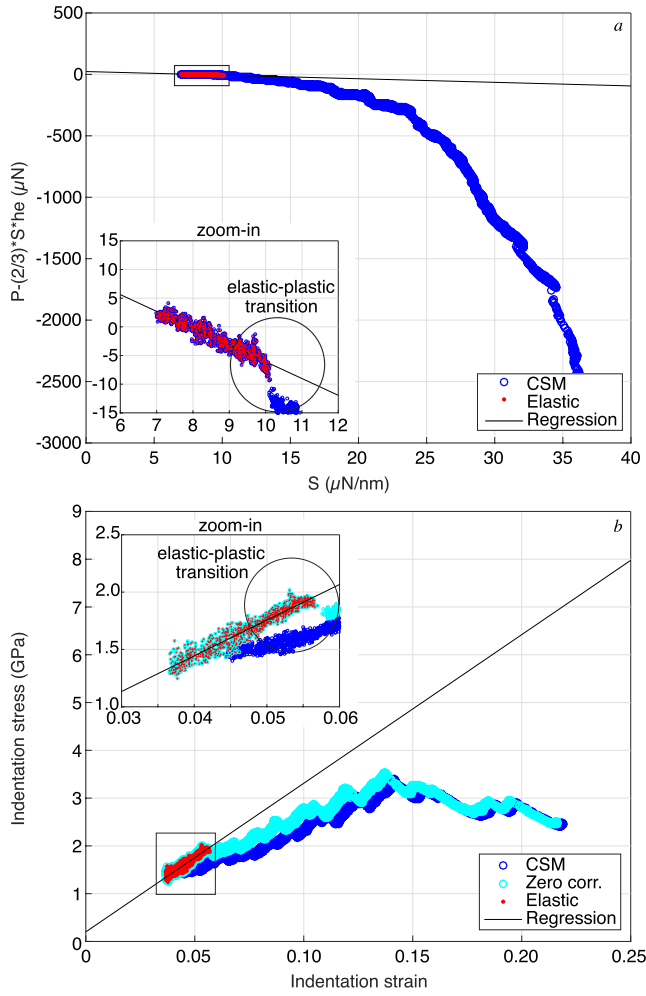 500
a
0
-500
-1000
-1500
-2000
-2500
-3000
P-(2/3)*S*he (µN)
zoom-in
15
10
5
0
-5
-10
-15
elastic-plastic
transition
6 7 8 9 10 11 12
CSM
Elastic
Regression
0 5 10 15 20 25 30 35 40
S (µN/nm)
9
b
8
7
6
5
4
3
2
1
0
Indentation stress (GPa)
zoom-in
2.5
2.0
1.5
1.0
elastic-plastic
transition
0.03 0.04 0.05 0.06
CSM
Zero corr.
Elastic
Regression
0 0.05 0.10 0.15 0.20 0.25
Indentation strain